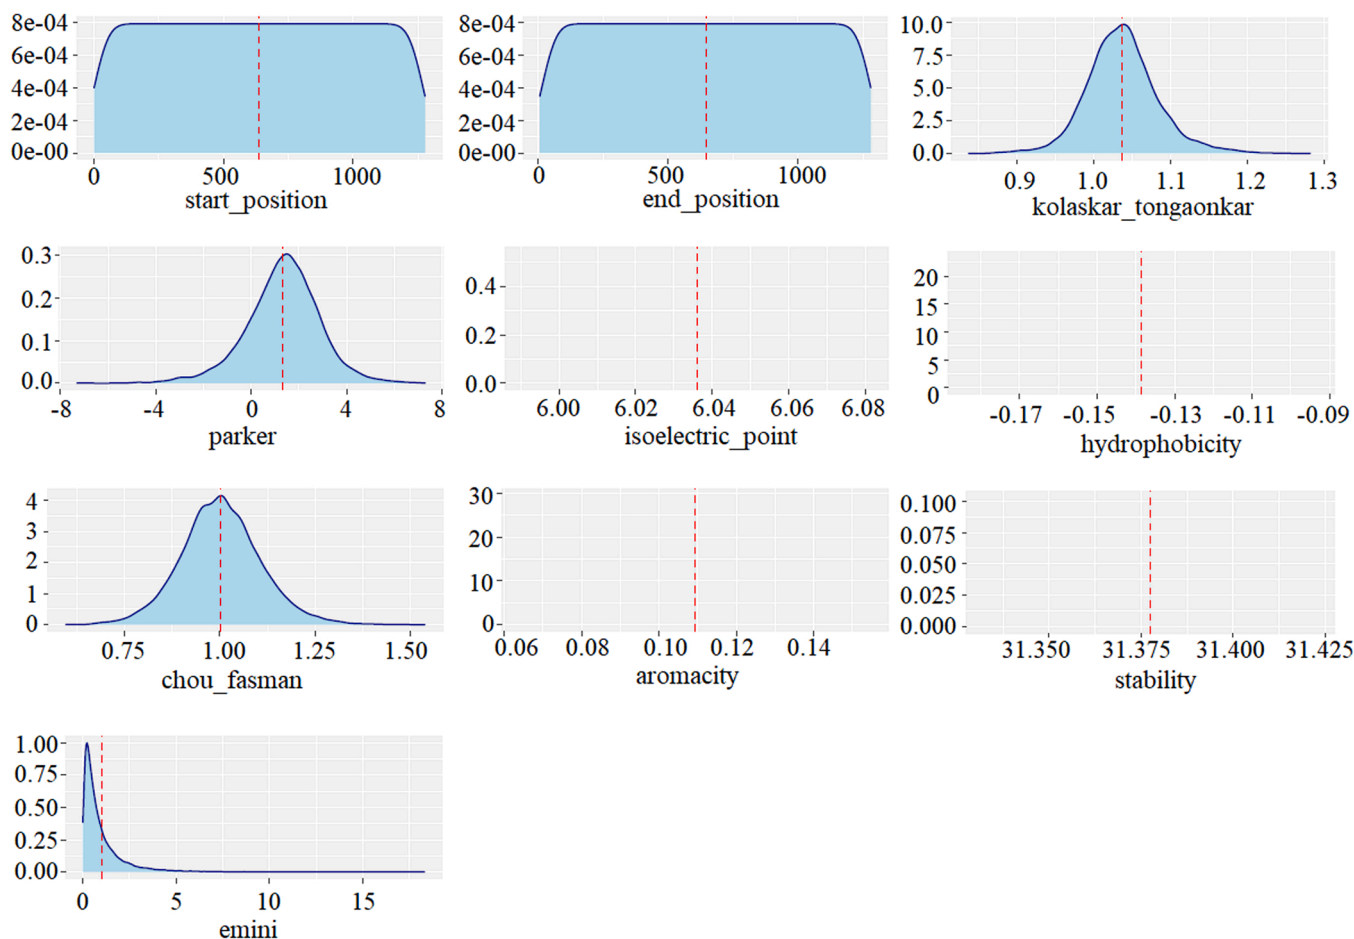 8e-04
6e-04
4e-04
2e-04
0e-00
0 500 1000
start_position
8e-04
6e-04
4e-04
2e-04
0e-00
0 500 1000
end_position
10.0
7.5
5.0
2.5
0.0
0.9 1.0 1.1 1.2 1.3
kolaskar_tongaonkar
0.3
0.2
0.1
0.0
-8 -4 0 4 8
parker
0.4
0.2
0.0
6.00 6.02 6.04 6.06 6.08
isoelectric_point
20
15
10
5
0
-0.17 -0.15 -0.13 -0.11 -0.09
hydrophobicity
4
3
2
1
0
0.75 1.00 1.25 1.50
chou_fasman
30
20
10
0
0.06 0.08 0.10 0.12 0.14
aromacity
0.100
0.075
0.050
0.025
0.000
31.350 31.375 31.400 31.425
stability
1.00
0.75
0.50
0.25
0.00
0 5 10 15
emini